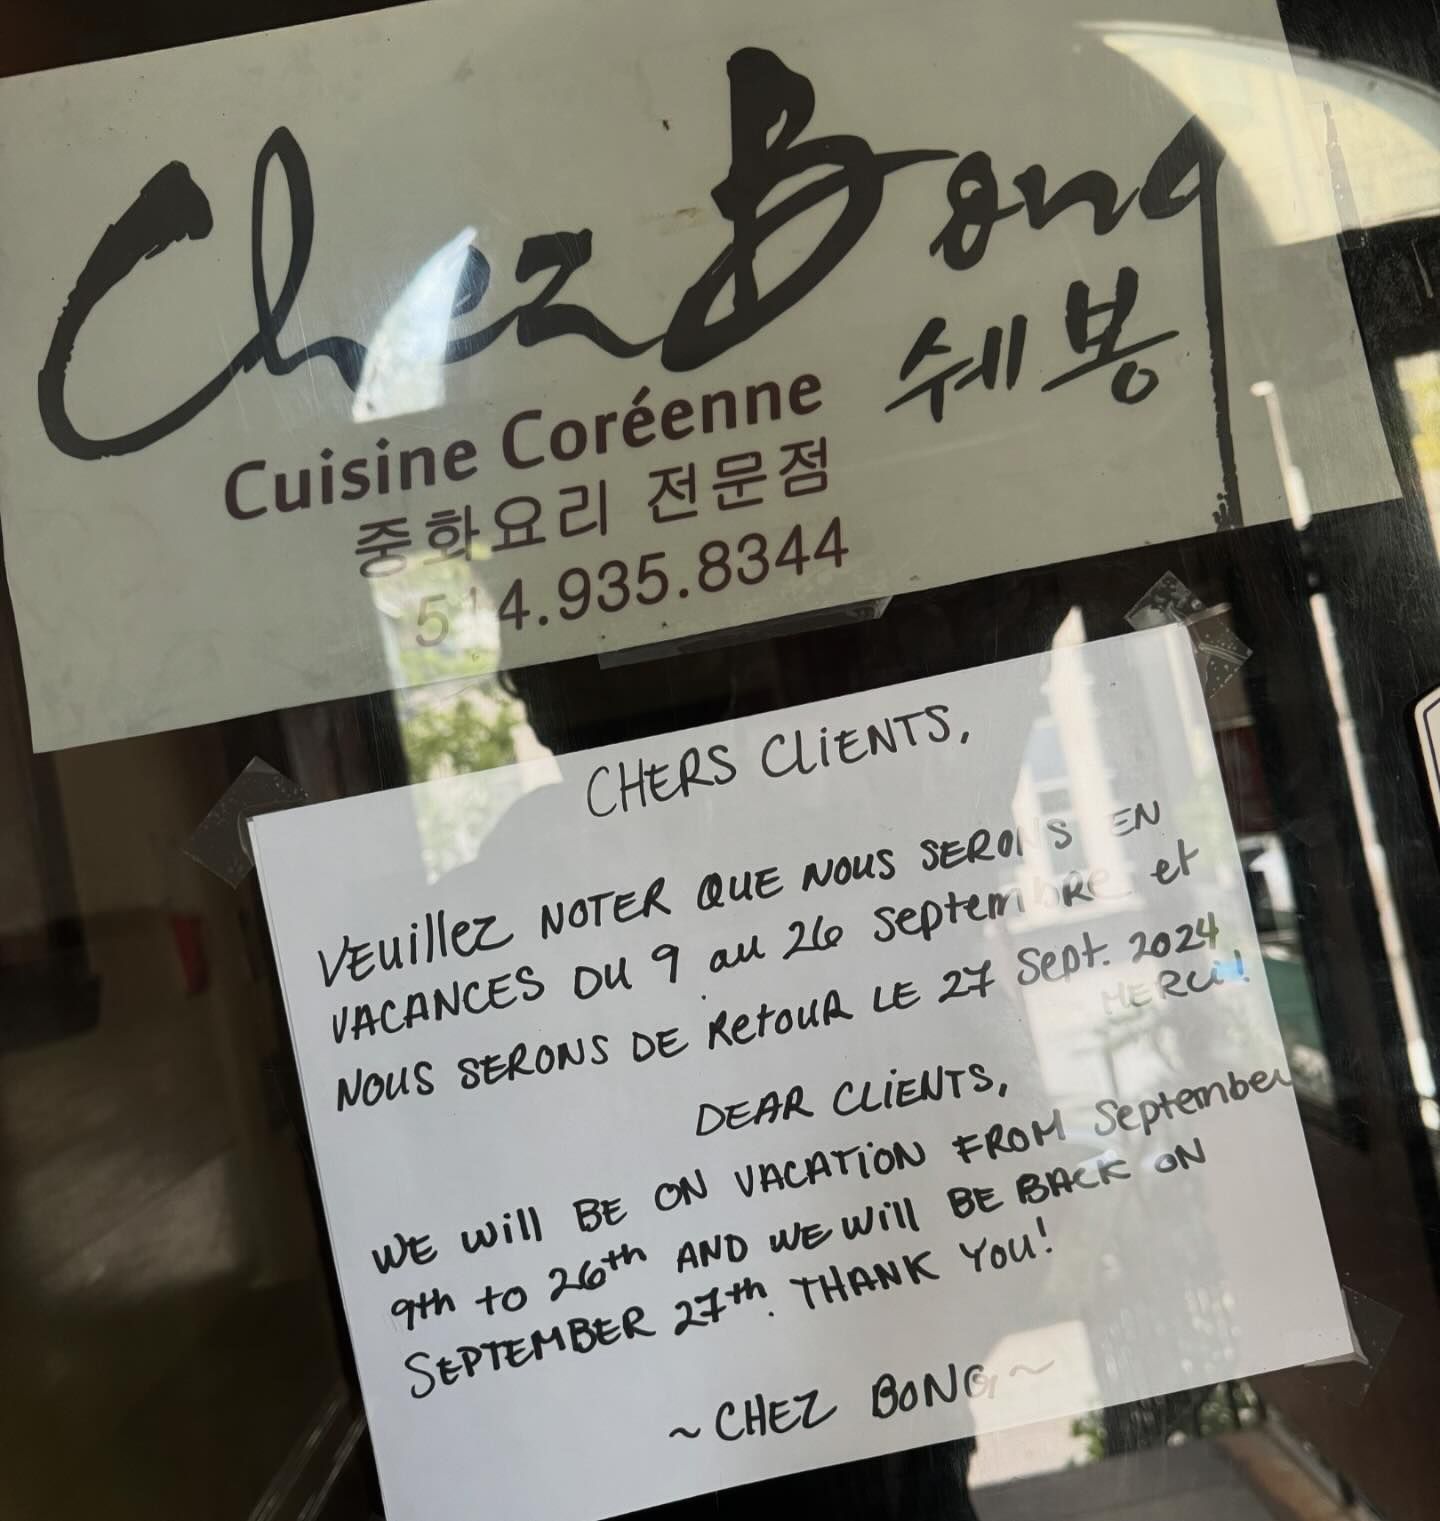 Chez Bong
쉐봉
Cuisine Coréenne
중화요리 전문점
514.935.8344
CHERS CLiENTS,
VEuillEZ NOTER QUE NOUS SERONS EN
VACANCES DU 9 au 26 Septembre et
NOUS SERONS DE RetOUR LE 27 Sept. 2024
MERCi!
DEAR CLiENTS,
WE will BE ON VACATiON FROM September
9th to 26th AND WE Will BE BACK ON
SEPTEMBER 27th. THANK YOU!
~CHEZ BONG~